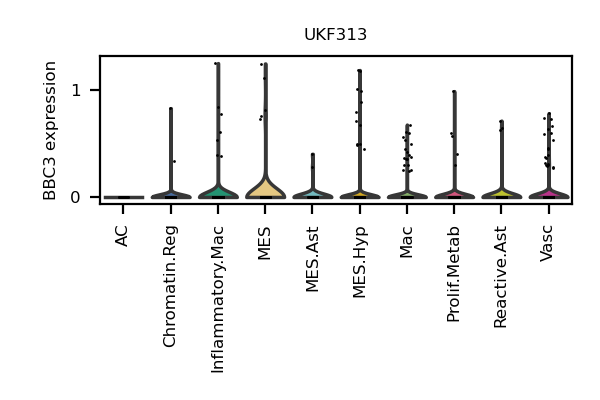 UKF313
BBC3 expression
1
0
AC
Chromatin.Reg
Inflammatory.Mac
MES
MES.Ast
MES.Hyp
Mac
Prolif.Metab
Reactive.Ast
Vasc